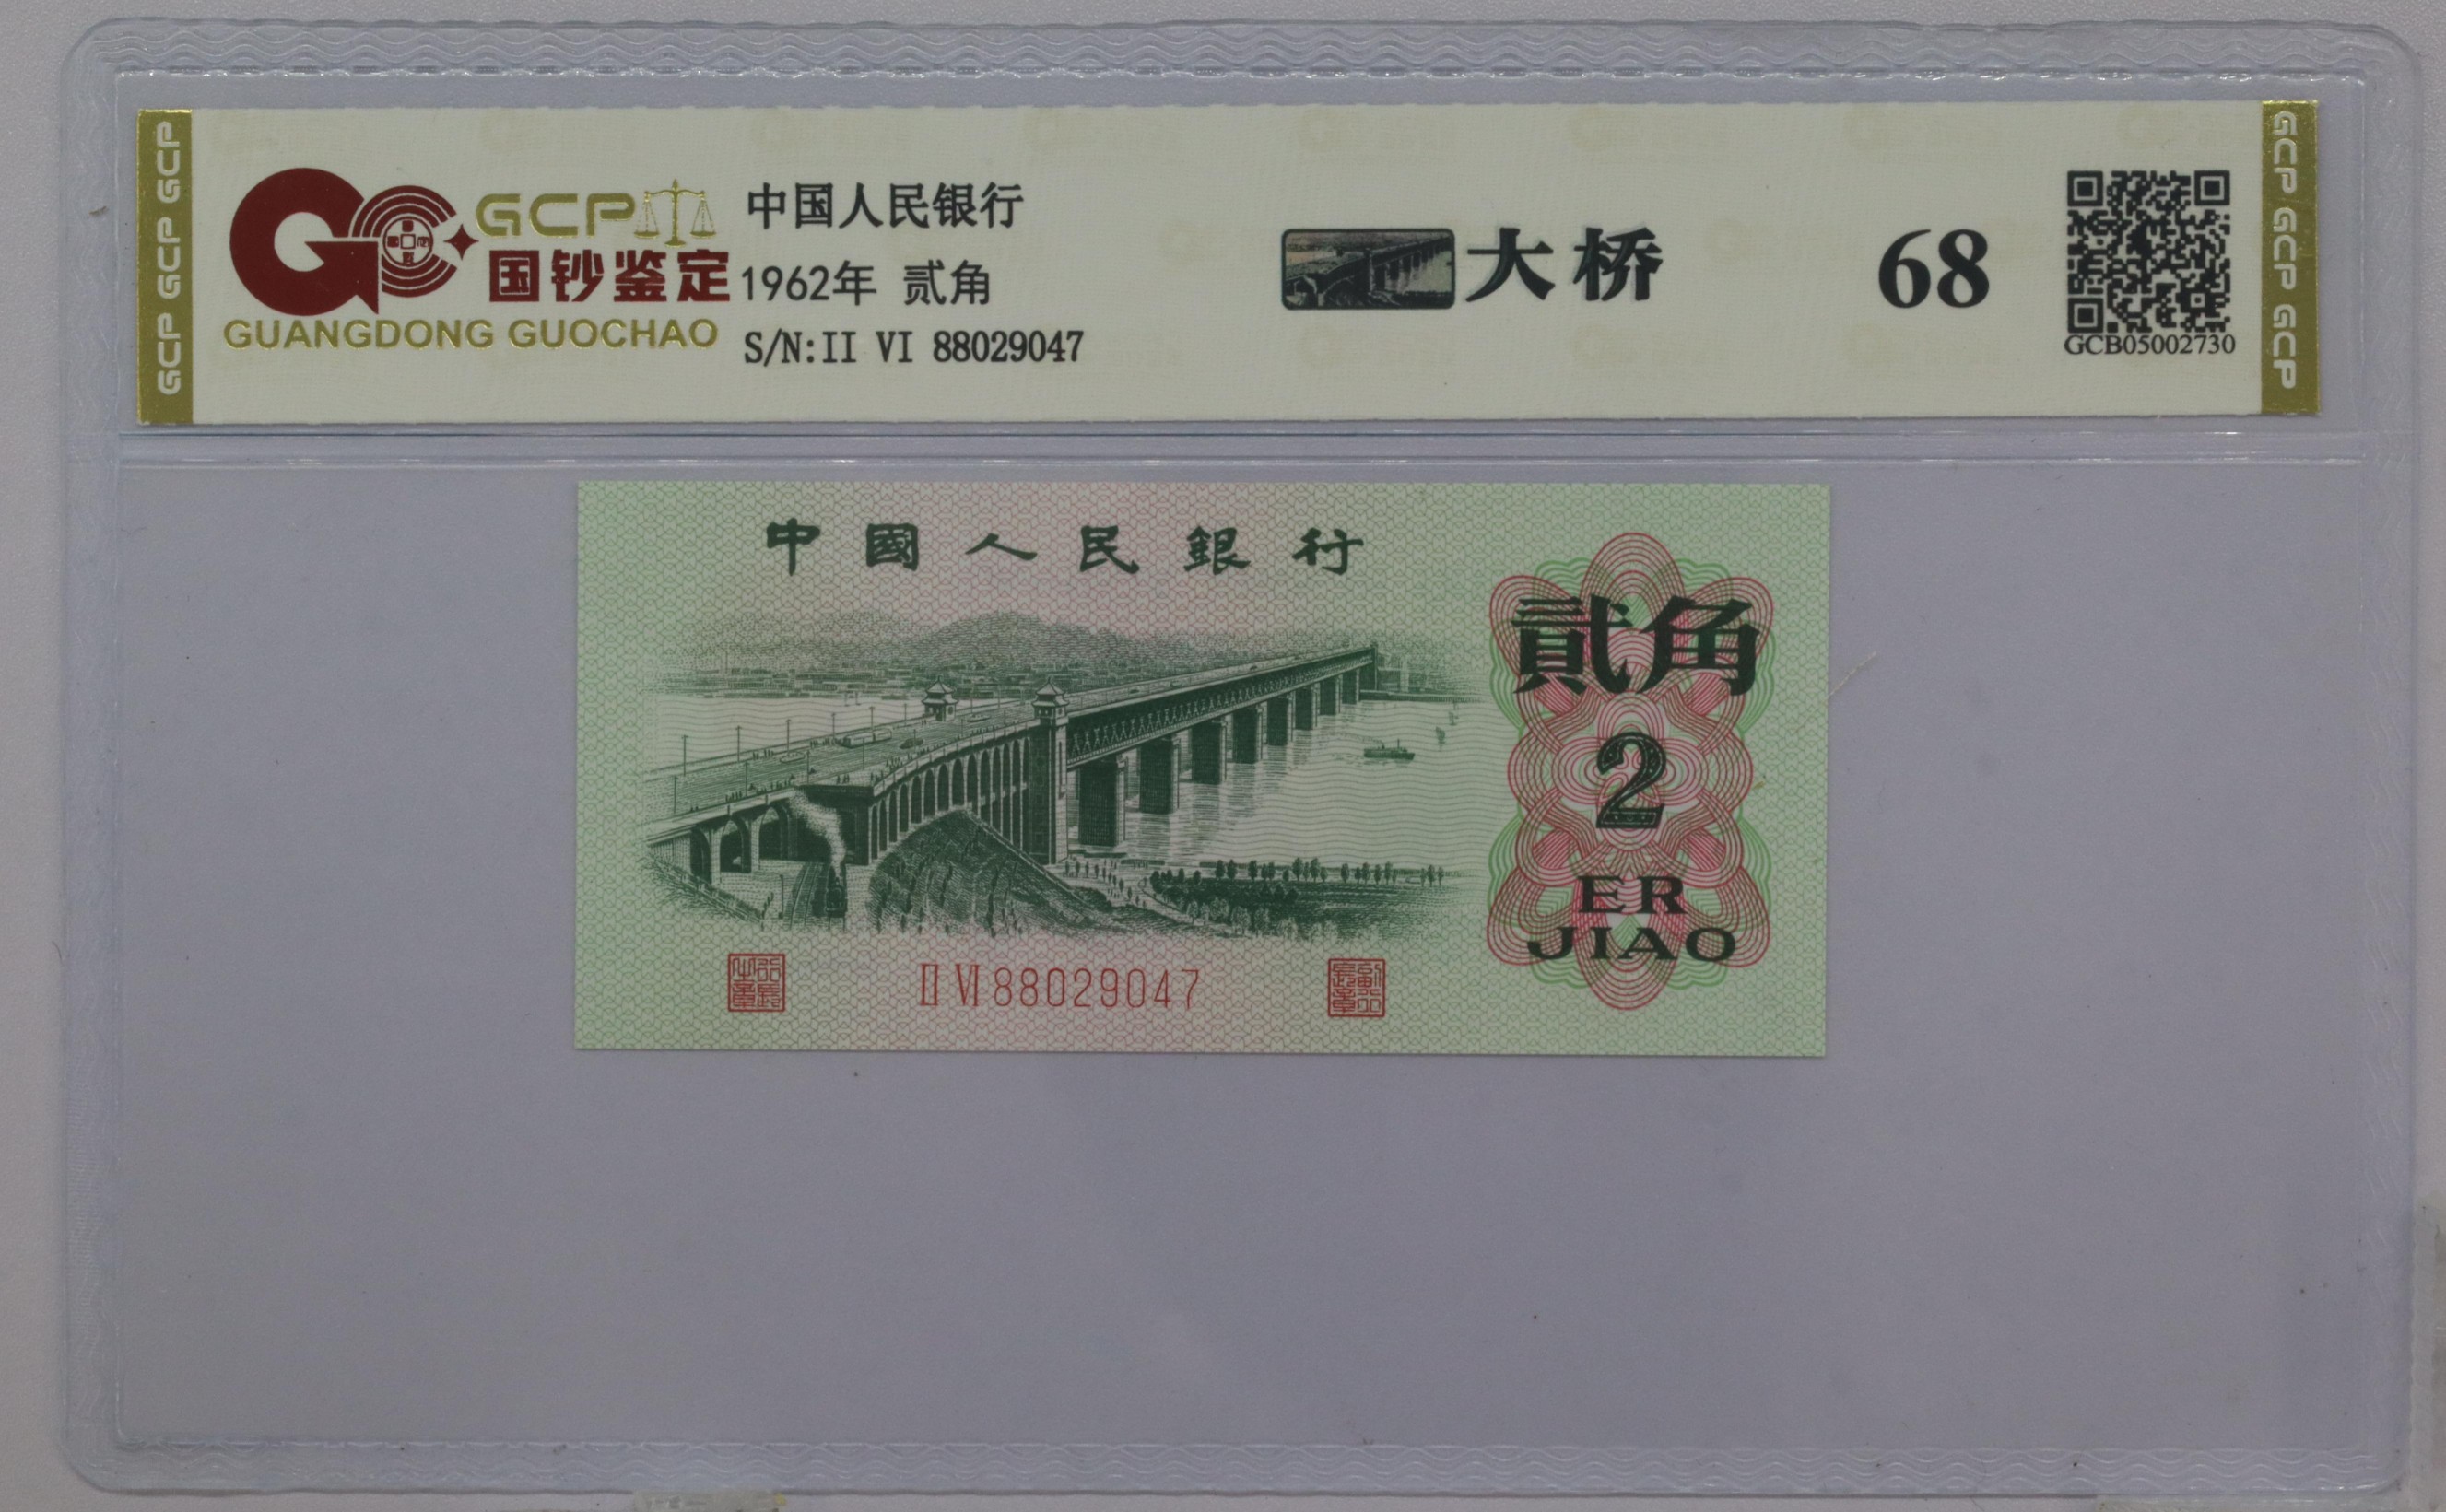 GCP GCP GCP
GCP
国钞鉴定
GUANGDONG GUOCHAO
中国人民银行
1962年 贰角
S/N:II VI 88029047
大桥
68
GCB05002730
GCP GCP GCP
中國人民銀行
貳角
2
ER
JIAO
II VI 88029047